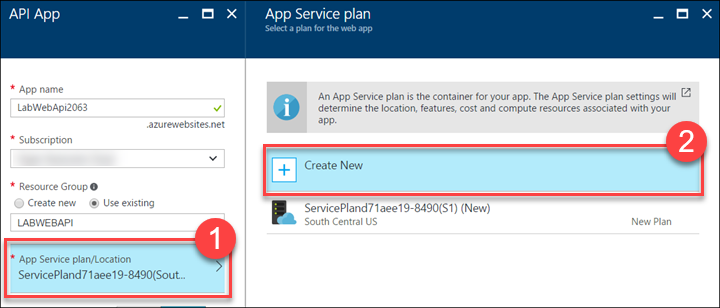 API App
App Service plan
Select a plan for the web app
* App name
LabWebApi2063
.azurewebsites.net
* Subscription
* Resource Group
Create new Use existing
LABWEBAPI
1
* App Service plan/Location
ServicePland71aee19-8490(Sout...
An App Service plan is the container for your app. The App Service plan settings will
determine the location, features, cost and compute resources associated with your
app.
2
Create New
ServicePland71aee19-8490(S1) (New)
South Central US
New Plan